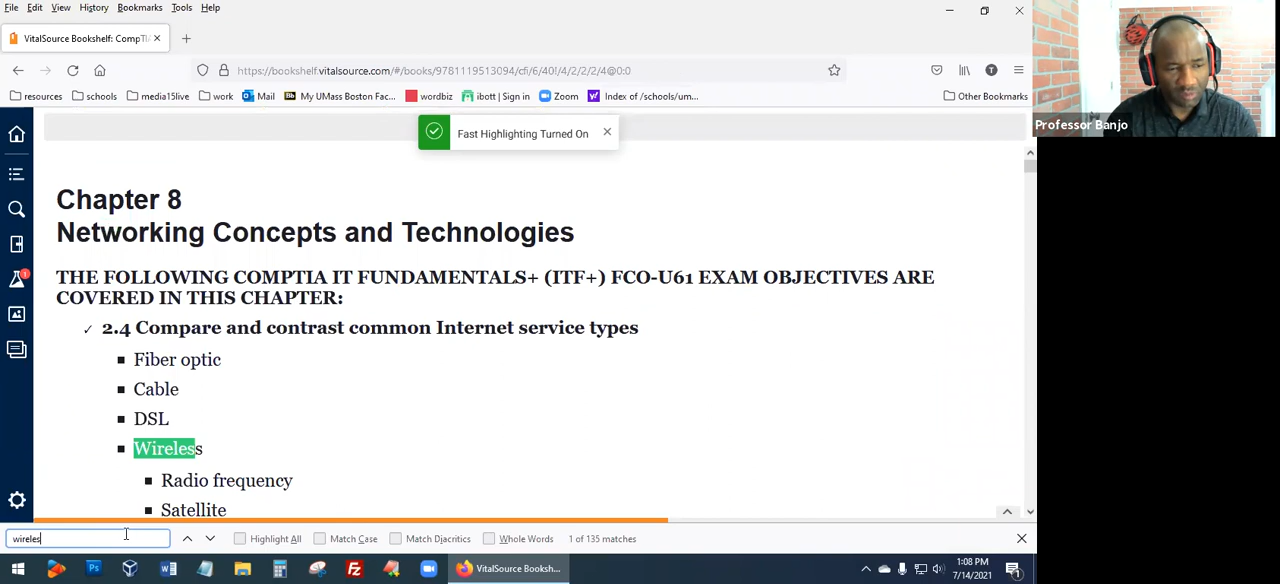 File Edit View History Bookmarks Tools Help
VitalSource Bookshelf: CompTI
https://bookshelf.vitalsource.com/#/books/9781119513094/cfi/6/40!/4/2/2/2/4@0:0
resources schools media15live work Mail My UMass Boston Fac... wordbiz ibott | Sign in Zoom Index of /schools/um... Other Bookmarks
Fast Highlighting Turned On
Professor Banjo
Chapter 8
Networking Concepts and Technologies
THE FOLLOWING COMPTIA IT FUNDAMENTALS+ (ITF+) FCO-U61 EXAM OBJECTIVES ARE
COVERED IN THIS CHAPTER:
✓ 2.4 Compare and contrast common Internet service types
▪ Fiber optic
▪ Cable
▪ DSL
▪ Wireless
▪ Radio frequency
▪ Satellite
wireles Highlight All Match Case Match Diacritics Whole Words 1 of 135 matches
VitalSource Booksh...
1:08 PM
7/14/2021